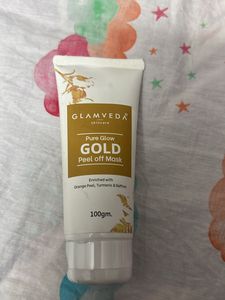 GLAMVEDA
skincare
Pure Glow
GOLD
Peel off Mask
Enriched with
Orange Peel, Turmeric & Saffron
100gm.